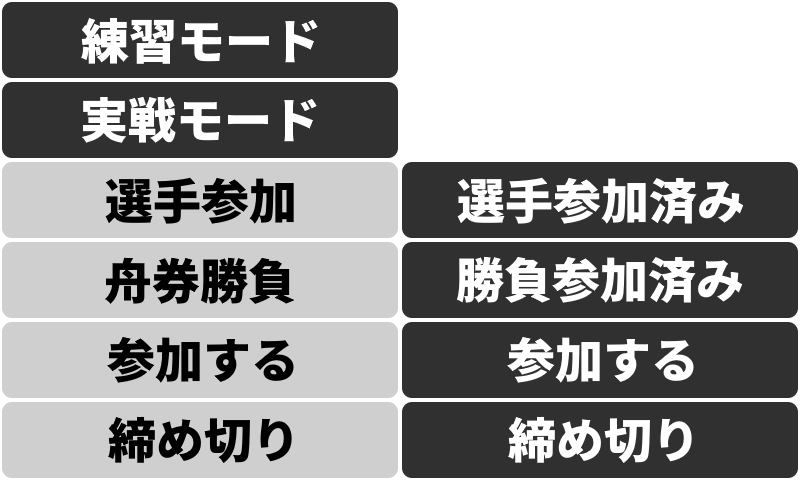 練習モード
実戦モード
選手参加 選手参加済み
舟券勝負 勝負参加済み
参加する 参加する
締め切り 締め切り